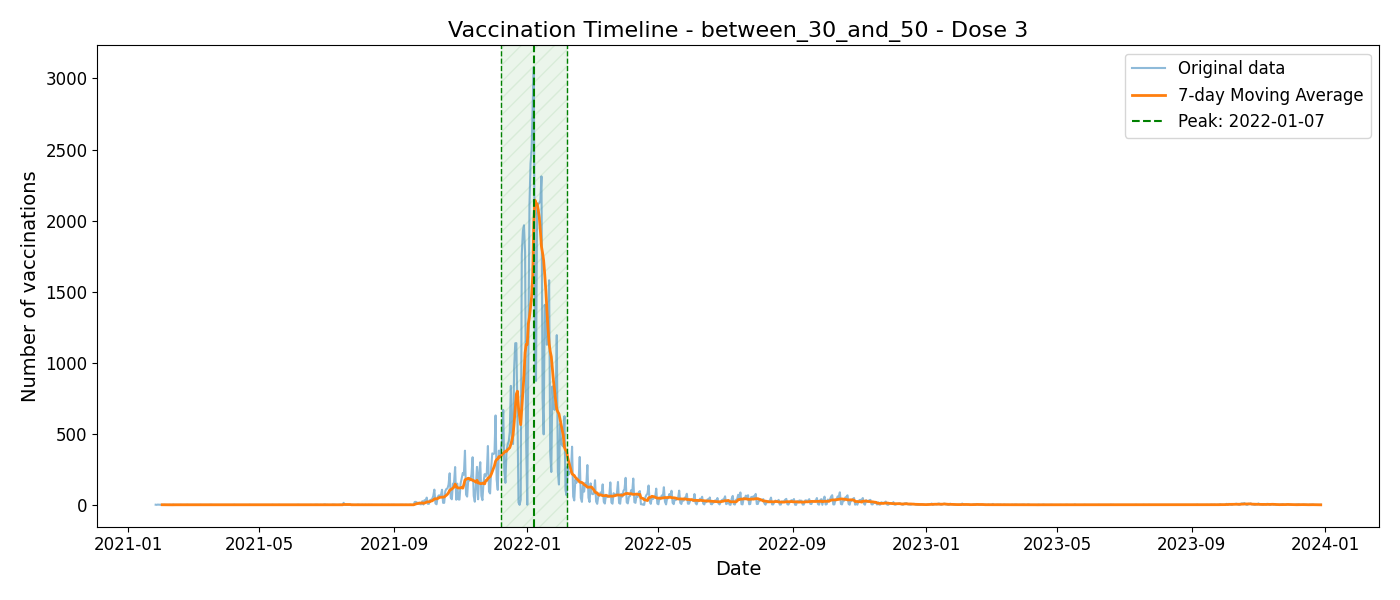 Vaccination Timeline - between_30_and_50 - Dose 3
Original data
7-day Moving Average
Peak: 2022-01-07
Number of vaccinations
3000
2500
2000
1500
1000
500
0
2021-01
2021-05
2021-09
2022-01
2022-05
2022-09
2023-01
2023-05
2023-09
2024-01
Date